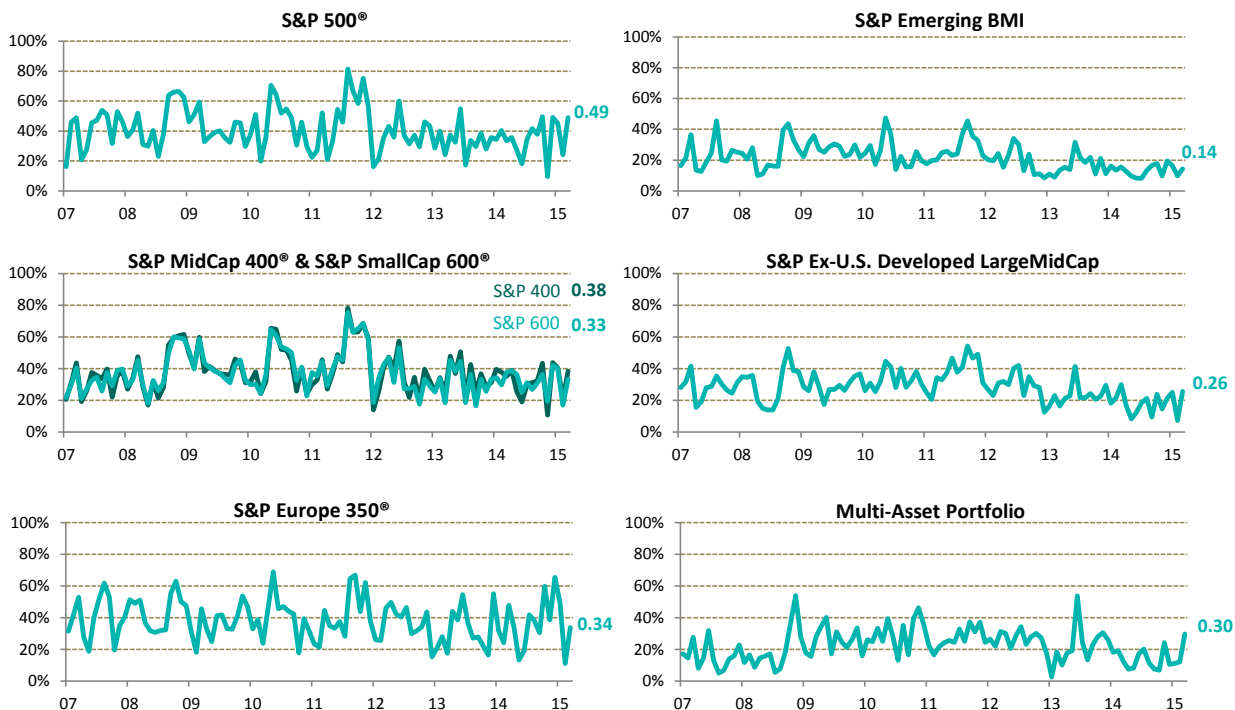 S&P 500®
100%
80%
60%
40%
20%
0%
0.49
07 08 09 10 11 12 13 14 15
S&P Emerging BMI
100%
80%
60%
40%
20%
0%
0.14
07 08 09 10 11 12 13 14 15
S&P MidCap 400® & S&P SmallCap 600®
S&P 400 0.38
S&P 600 0.33
100%
80%
60%
40%
20%
0%
07 08 09 10 11 12 13 14 15
S&P Ex-U.S. Developed LargeMidCap
100%
80%
60%
40%
20%
0%
0.26
07 08 09 10 11 12 13 14 15
S&P Europe 350®
100%
80%
60%
40%
20%
0%
0.34
07 08 09 10 11 12 13 14 15
Multi-Asset Portfolio
100%
80%
60%
40%
20%
0%
0.30
07 08 09 10 11 12 13 14 15